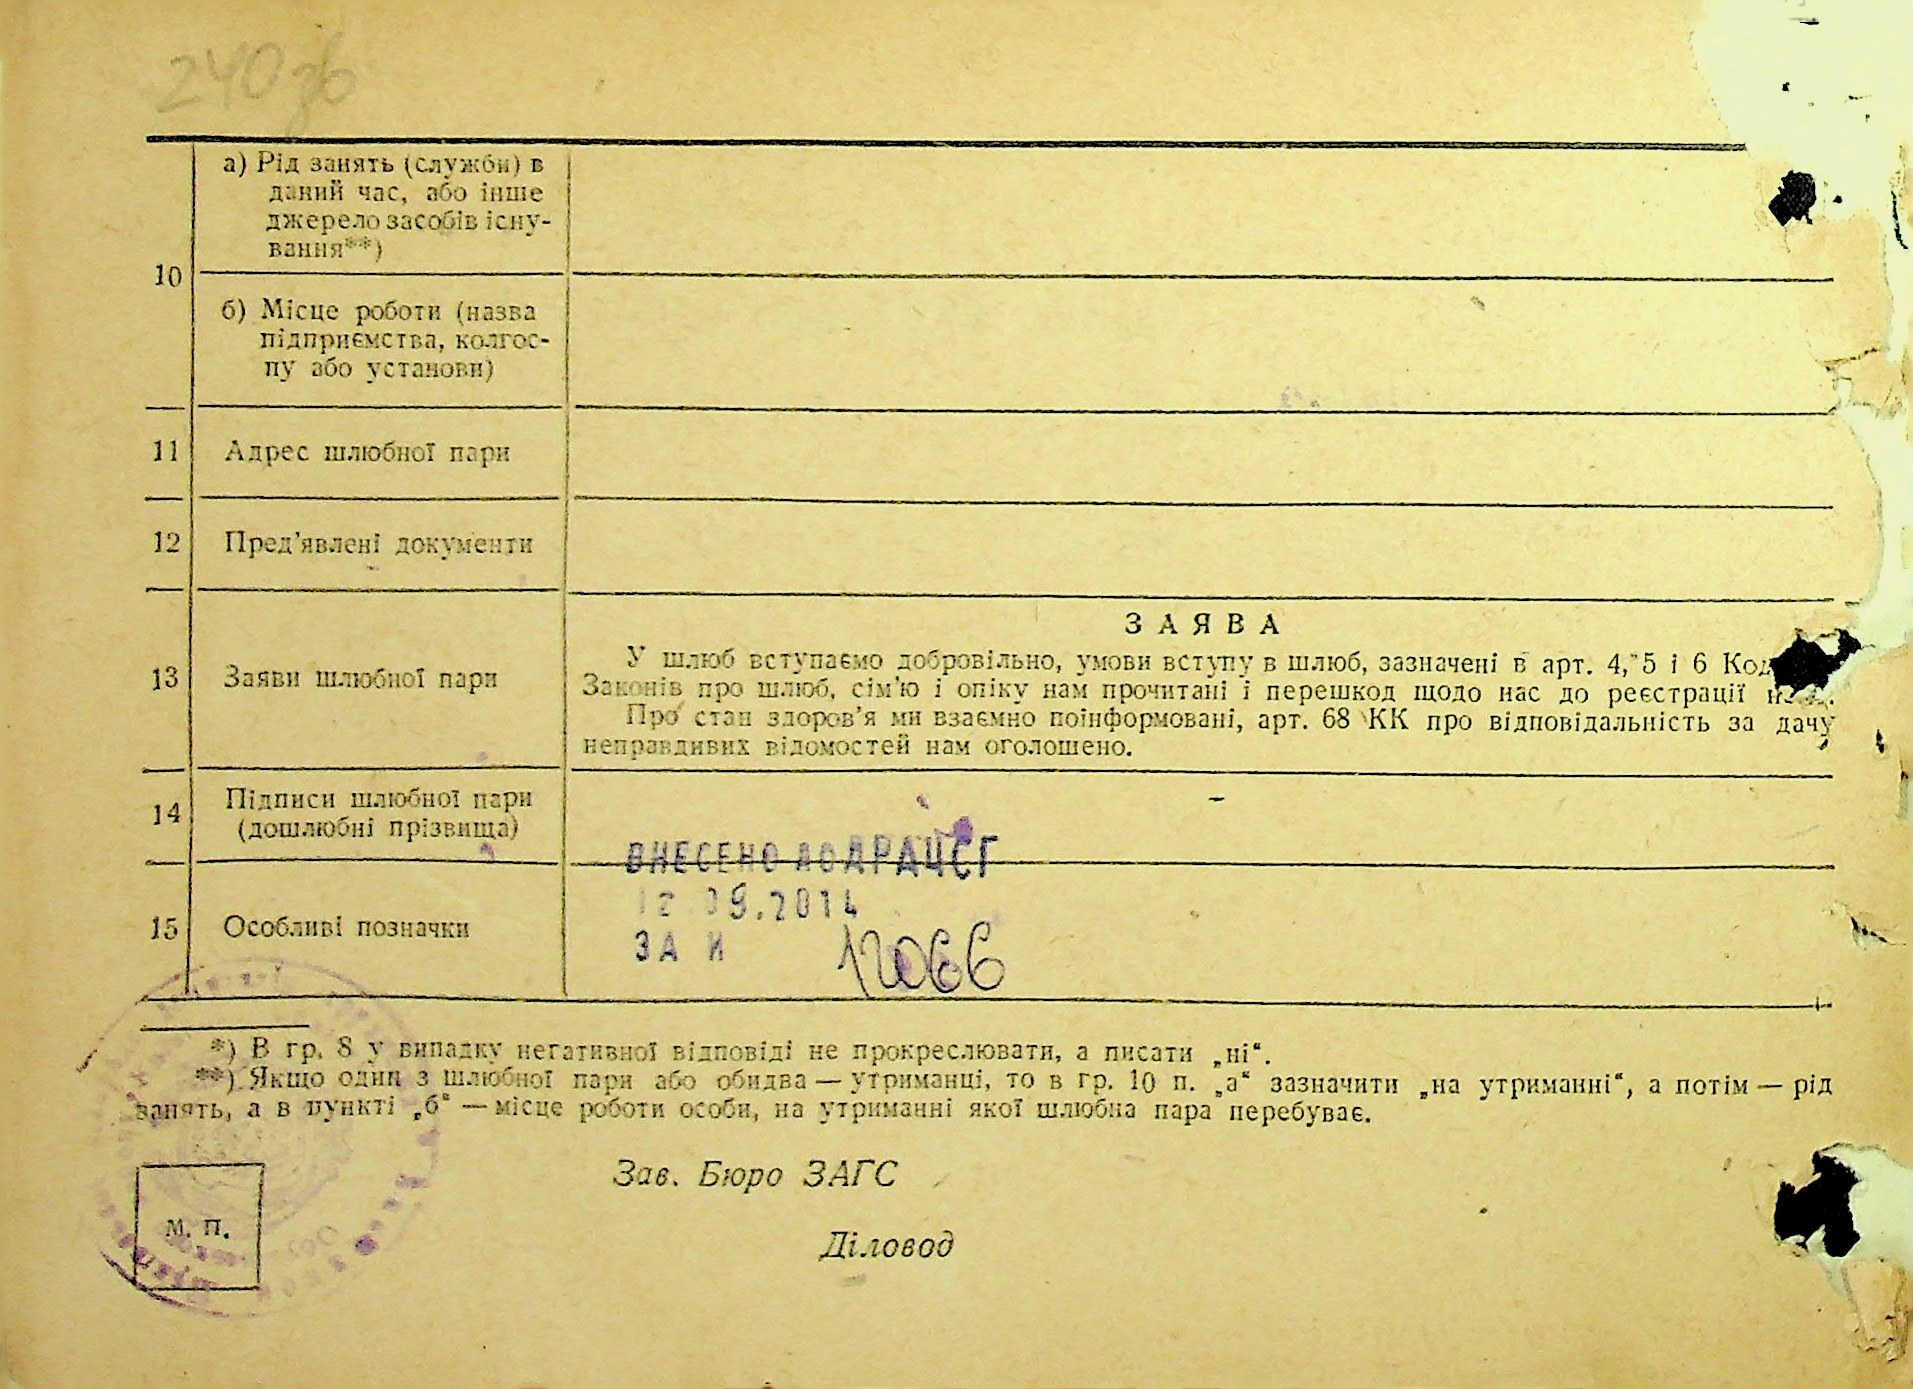 240 зв
10
а) Рід занять (служби) в
даний час, або інше
джерело засобів існу-
вання**)
б) Місце роботи (назва
підприємства, колгос-
пу або установи)
11 Адрес шлюбної пари
12 Пред’явлені документи
13 Заяви шлюбної пари
ЗАЯВА
У шлюб вступаємо добровільно, умови вступу в шлюб, зазначені в арт. 4, 5 і 6
Законів про шлюб, сім’ю і опіку нам прочитані і перешкод щодо нас до реєстрації
Про стан здоров’я ми взаємно поінформовані, арт. 68 КК про відповідальність за дачу
неправдивих відомостей нам оголошено.
14 Підписи шлюбної пари
(дошлюбні прізвища)
ВНЕСЕНО ДО ДРАЦСГ
12 09.2014
15 Особливі позначки
ЗА 12066
*) В гр. 8 у випадку негативної відповіді не прокреслювати, а писати „ні“.
**) Якщо один з шлюбної пари або обидва — утриманці, то в гр. 10 п. „а“ зазначити „на утриманні“, а потім — рід
занять, а в пункті „б“ — місце роботи особи, на утриманні якої шлюбна пара перебуває.
Зав. Бюро ЗАГС
М. П.
Діловод